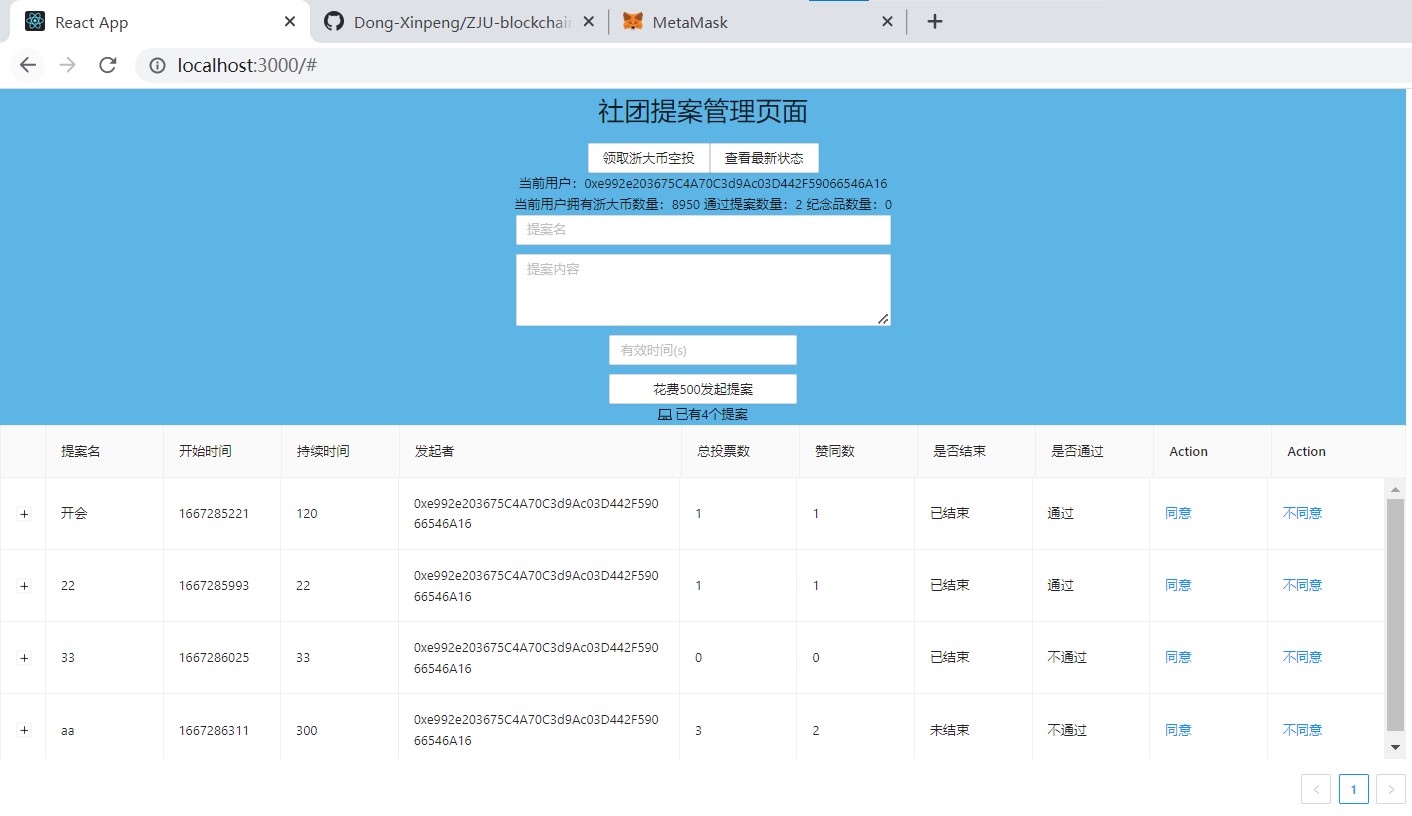 React App
Dong-Xinpeng/ZJU-blockchain
MetaMask
localhost:3000/#
社团提案管理页面
领取浙大币空投 查看最新状态
当前用户：0xe992e203675C4A70C3d9Ac03D442F59066546A16
当前用户拥有浙大币数量：8950 通过提案数量：2 纪念品数量：0
提案名
提案内容
有效时间(s)
花费500发起提案
已有4个提案
提案名 开始时间 持续时间 发起者 总投票数 赞同数 是否结束 是否通过 Action Action
+ 开会 1667285221 120 0xe992e203675C4A70C3d9Ac03D442F590
66546A16 1 1 已结束 通过 同意 不同意
+ 22 1667285993 22 0xe992e203675C4A70C3d9Ac03D442F590
66546A16 1 1 已结束 通过 同意 不同意
+ 33 1667286025 33 0xe992e203675C4A70C3d9Ac03D442F590
66546A16 0 0 已结束 不通过 同意 不同意
+ aa 1667286311 300 0xe992e203675C4A70C3d9Ac03D442F590
66546A16 3 2 未结束 不通过 同意 不同意
< 1 >